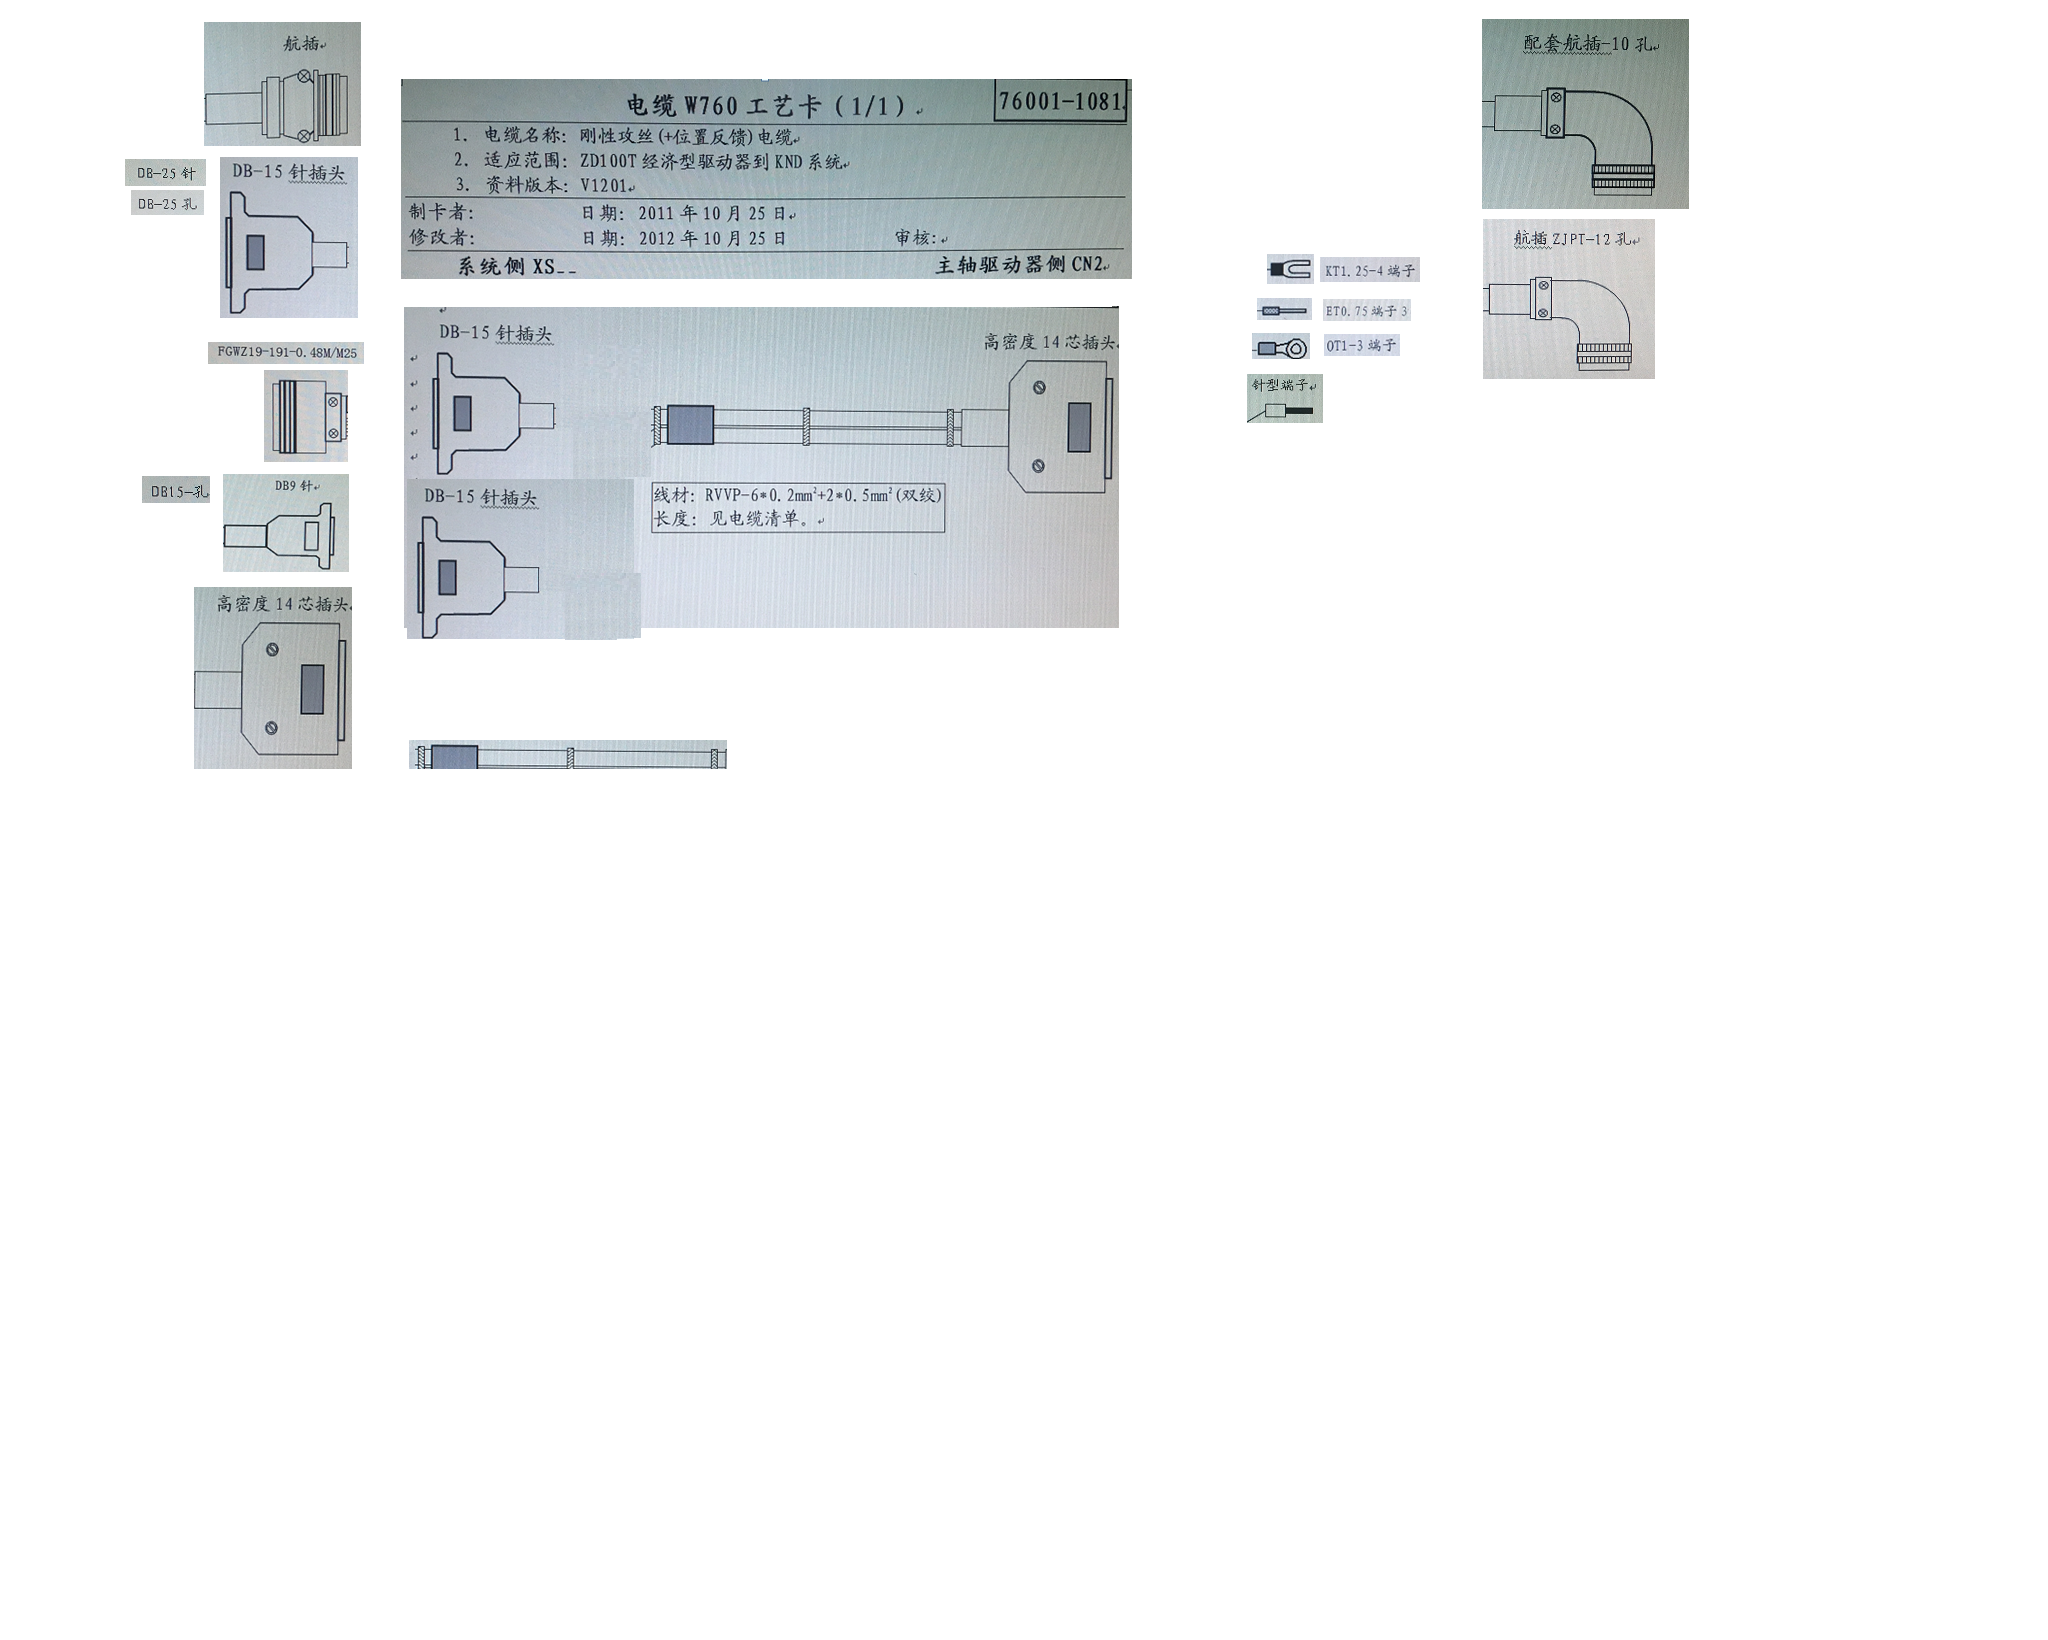 航插
DB-25 针
DB-25 孔
DB-15 针插头
FGWZ19-191-0.48M/M25
DB15-孔
DB9 针
高密度 14 芯插头
电缆 W760 工艺卡（1/1）
76001-1081
1. 电缆名称：刚性攻丝(+位置反馈)电缆
2. 适应范围：ZD100T 经济型驱动器到 KND 系统
3. 资料版本：V1201
制卡者： 日期：2011 年 10 月 25 日
修改者： 日期：2012 年 10 月 25 日 审核：
系统侧 XS__ 主轴驱动器侧 CN2
DB-15 针插头
高密度 14 芯插头
DB-15 针插头
线材：RVVP-6*0.2mm²+2*0.5mm²(双绞)
长度：见电缆清单。
KT1.25-4 端子
ET0.75 端子 3
OT1-3 端子
针型端子
配套航插-10 孔
航插 ZJPT-12 孔